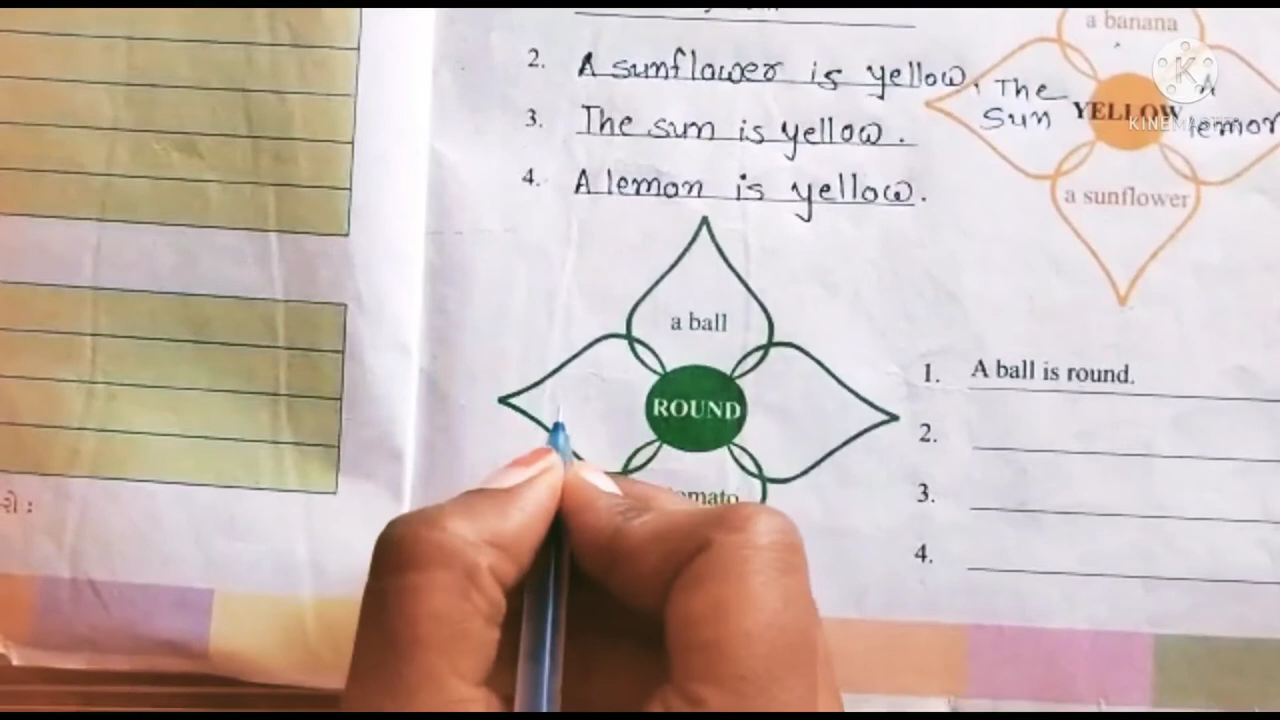 a banana
2. A sunflower is yellow.
The Sun
YELLOW
A lemon
KINEMASTER
3. The sun is yellow.
4. A lemon is yellow.
a sunflower
a ball
ROUND
1. A ball is round.
2.
3.
4.